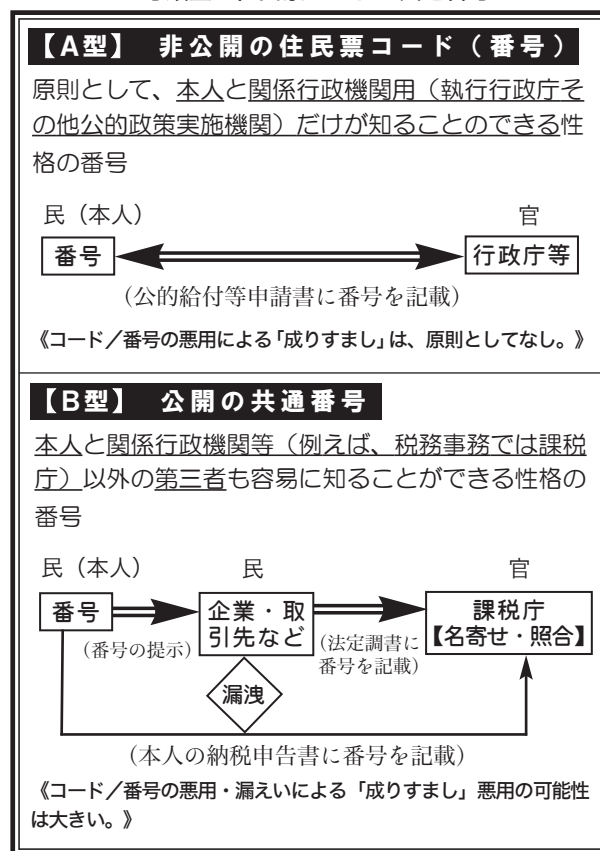 【A型】 非公開の住民票コード（番号）
原則として、本人と関係行政機関用（執行行政庁そ
の他公的政策実施機関）だけが知ることのできる性
格の番号
民（本人） 官
番号 行政庁等
（公的給付等申請書に番号を記載）
《コード／番号の悪用による「成りすまし」は、原則としてなし。》
【B型】 公開の共通番号
本人と関係行政機関等（例えば、税務事務では課税
庁）以外の第三者も容易に知ることができる性格の
番号
民（本人） 民 官
番号
（番号の提示）
企業・取
引先など
（法定調書に
番号を記載）
課税庁
【名寄せ・照合】
漏洩
（本人の納税申告書に番号を記載）
《コード／番号の悪用・漏えいによる「成りすまし」悪用の可能性
は大きい。》